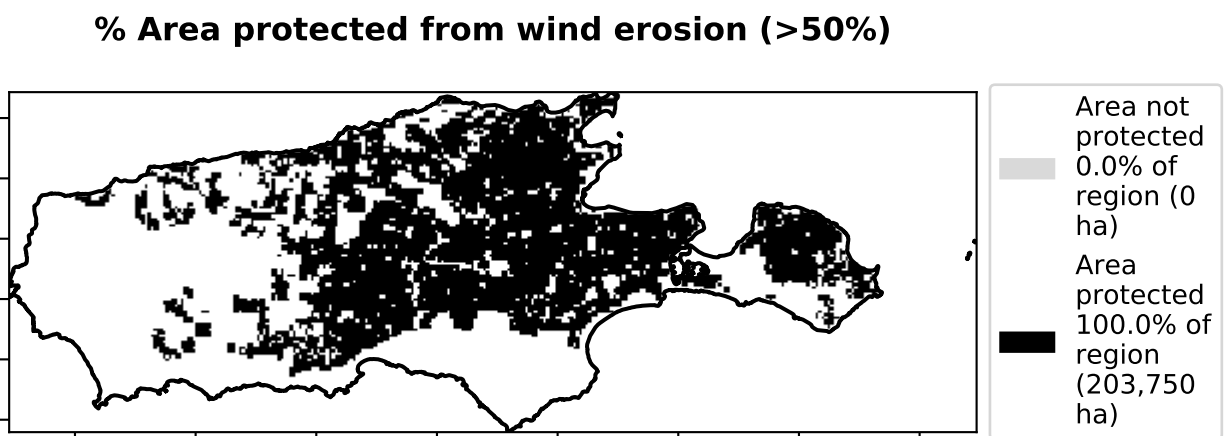 % Area protected from wind erosion (>50%)
Area not
protected
0.0% of
region (0
ha)
Area
protected
100.0% of
region
(203,750
ha)